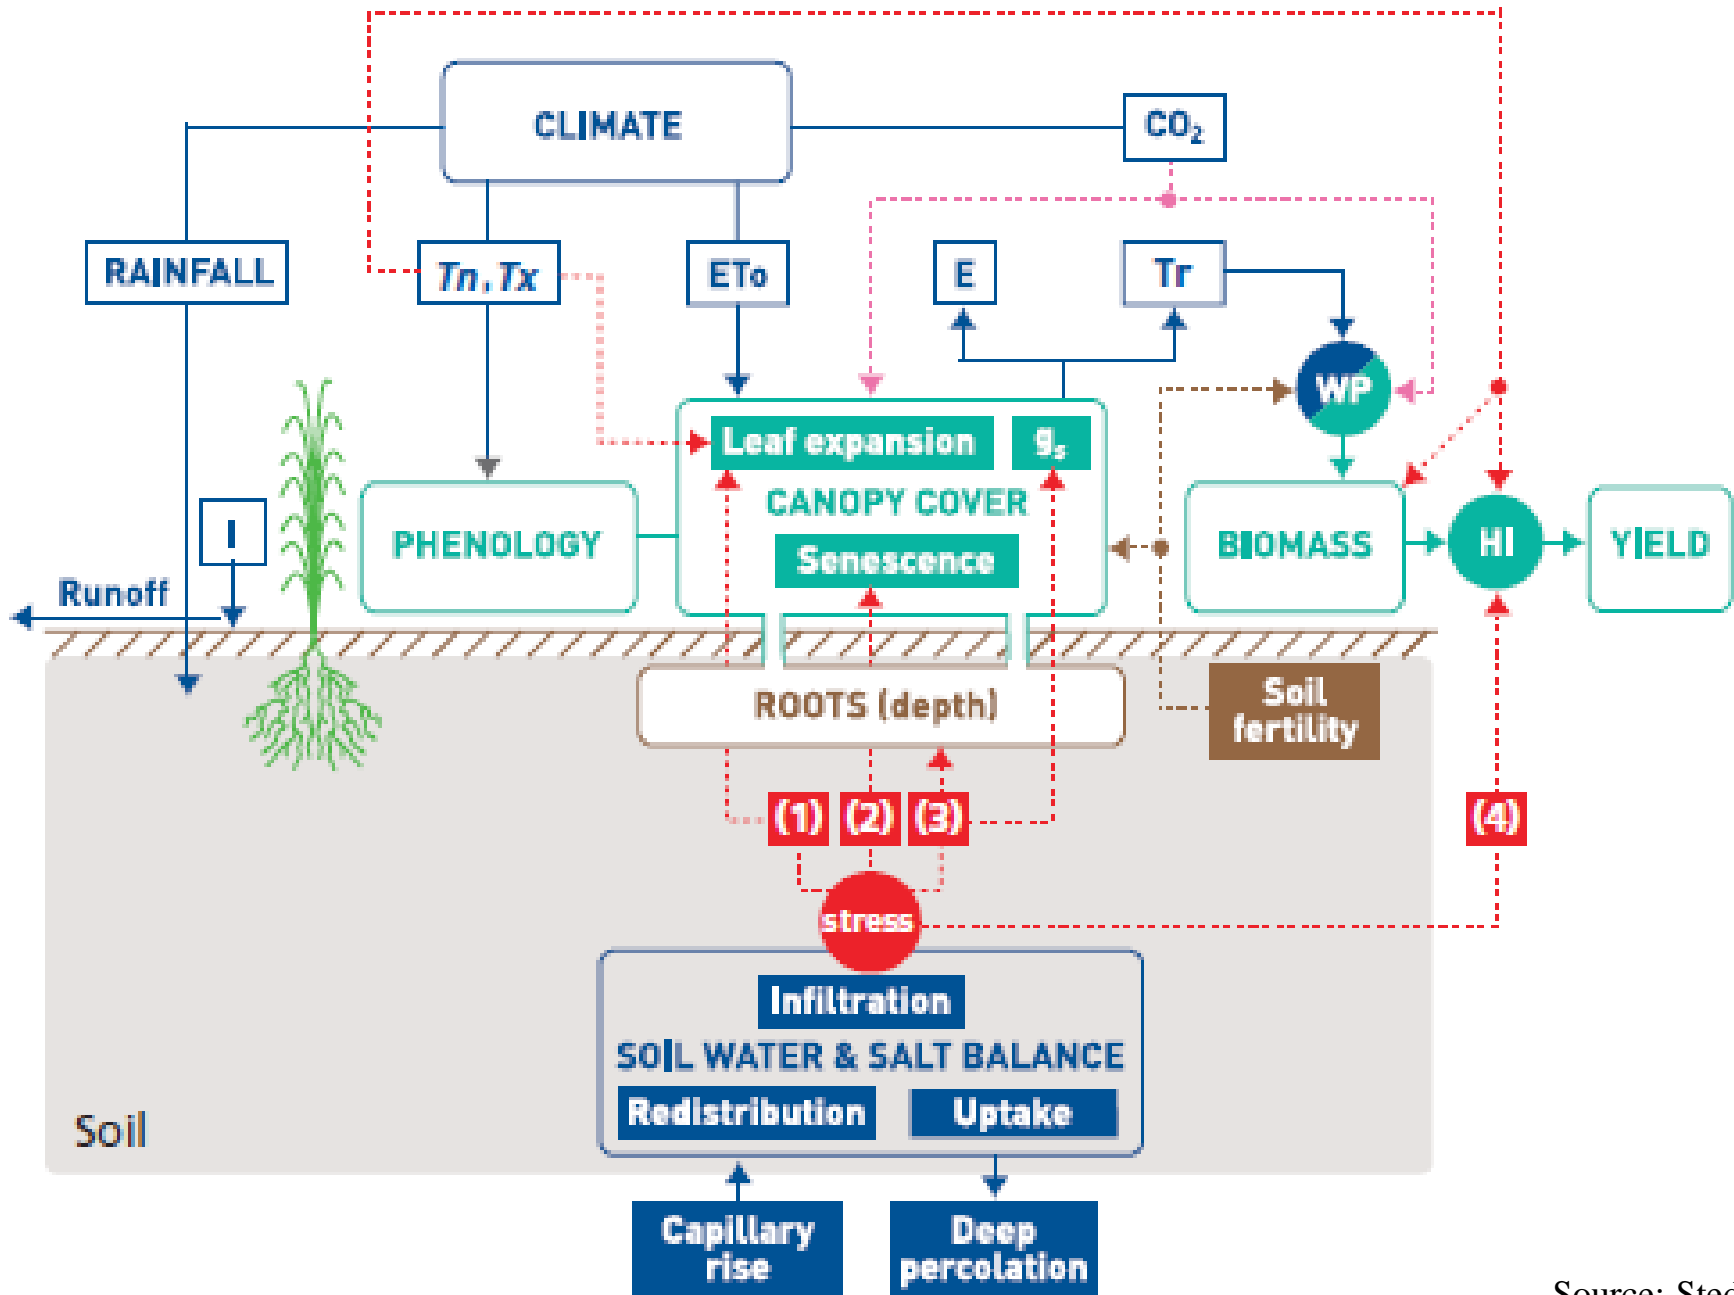 CLIMATE
CO₂
RAINFALL
Tn, Tx
ETo
E
Tr
WP
Leaf expansion
gₛ
CANOPY COVER
Senescence
PHENOLOGY
BIOMASS
HI
YIELD
I
Runoff
ROOTS (depth)
Soil
fertility
(1)
(2)
(3)
(4)
stress
Infiltration
SOIL WATER & SALT BALANCE
Redistribution
Uptake
Soil
Capillary
rise
Deep
percolation
Source: